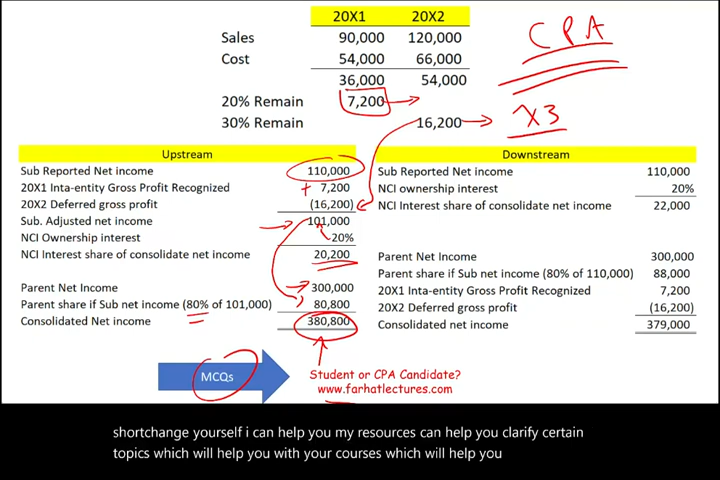 20X1 20X2
Sales 90,000 120,000
Cost 54,000 66,000
36,000 54,000
20% Remain 7,200
30% Remain 16,200
CPA
X3
Upstream
Sub Reported Net income 110,000
20X1 Inta-entity Gross Profit Recognized + 7,200
20X2 Deferred gross profit (16,200)
Sub. Adjusted net income 101,000
NCI Ownership interest 20%
NCI Interest share of consolidate net income 20,200
Parent Net Income 300,000
Parent share if Sub net income (80% of 101,000) 80,800
Consolidated Net income 380,800
Downstream
Sub Reported Net income 110,000
NCI ownership interest 20%
NCI Interest share of consolidate net income 22,000
Parent Net Income 300,000
Parent share if Sub net income (80% of 110,000) 88,000
20X1 Inta-entity Gross Profit Recognized 7,200
20X2 Deferred gross profit (16,200)
Consolidated net income 379,000
MCQs
Student or CPA Candidate?
www.farhatlectures.com
shortchange yourself i can help you my resources can help you clarify certain
topics which will help you with your courses which will help you